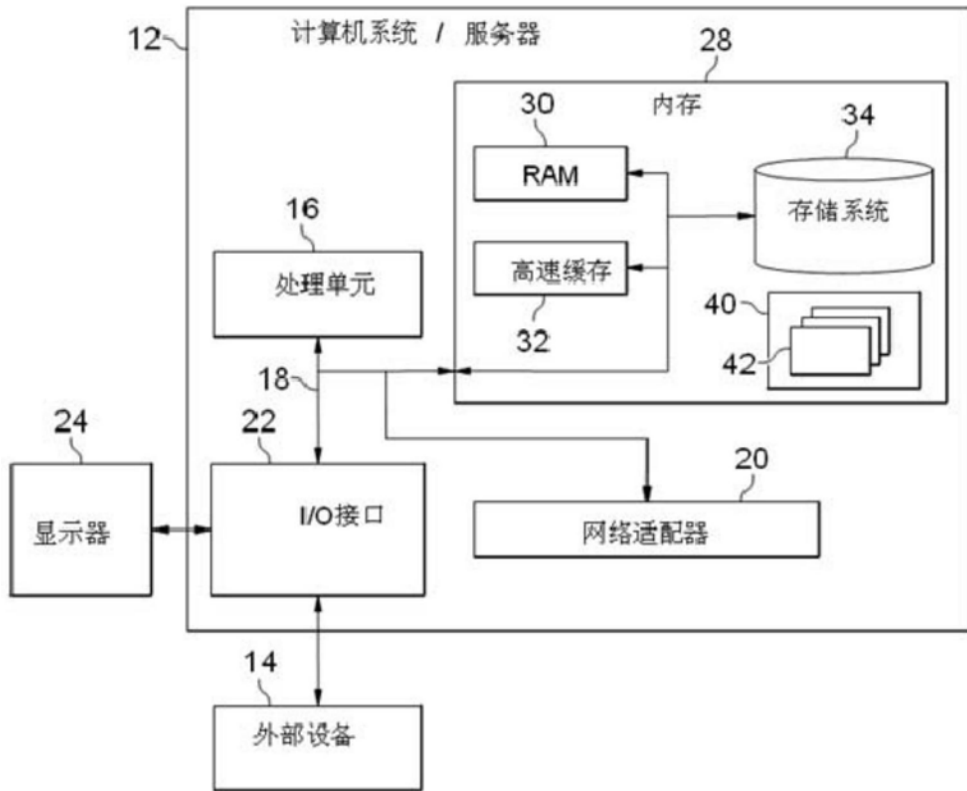 12
计算机系统 / 服务器
28
内存
30
RAM
34
存储系统
16
处理单元
高速缓存
32
40
42
18
24
22
显示器
I/O接口
20
网络适配器
14
外部设备